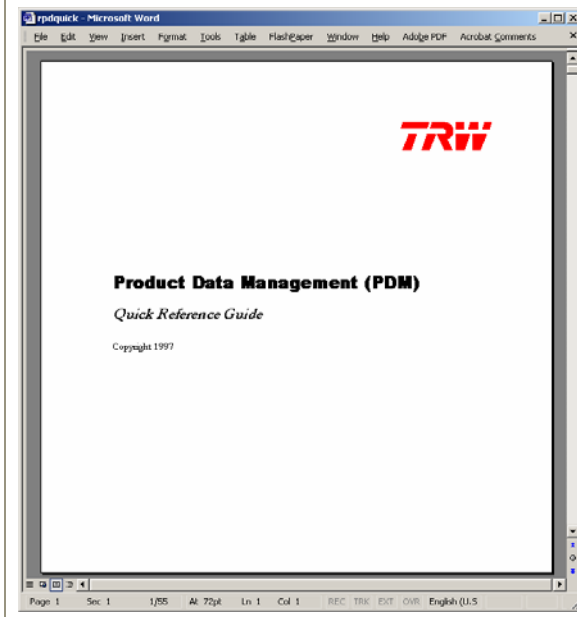 rpdquick - Microsoft Word
File Edit View Insert Format Tools Table FlashPaper Window Help Adobe PDF Acrobat Comments
TRW
Product Data Management (PDM)
Quick Reference Guide
Copyright 1997
Page 1 Sec 1 1/55 At 72pt Ln 1 Col 1 REC TRK EXT OVR English (U.S